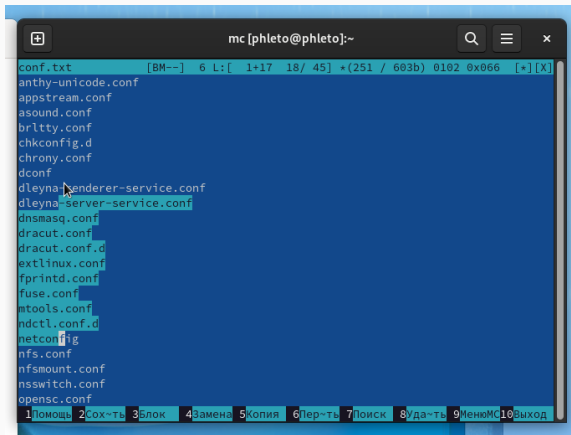 mc [phleto@phleto]:~
conf.txt [BM--] 6 L:[ 1+17 18/ 45] *(251 / 603b) 0102 0x066 [*][X]
anthy-unicode.conf
appstream.conf
asound.conf
brltty.conf
chkconfig.d
chrony.conf
dconf
dleyna-renderer-service.conf
dleyna-server-service.conf
dnsmasq.conf
dracut.conf
dracut.conf.d
extlinux.conf
fprintd.conf
fuse.conf
mtools.conf
ndctl.conf.d
netconfig
nfs.conf
nfsmount.conf
nsswitch.conf
opensc.conf
1Помощь 2Сох~ть 3Блок 4Замена 5Копия 6Пер~ть 7Поиск 8Уда~ть 9МенюMC10Выход